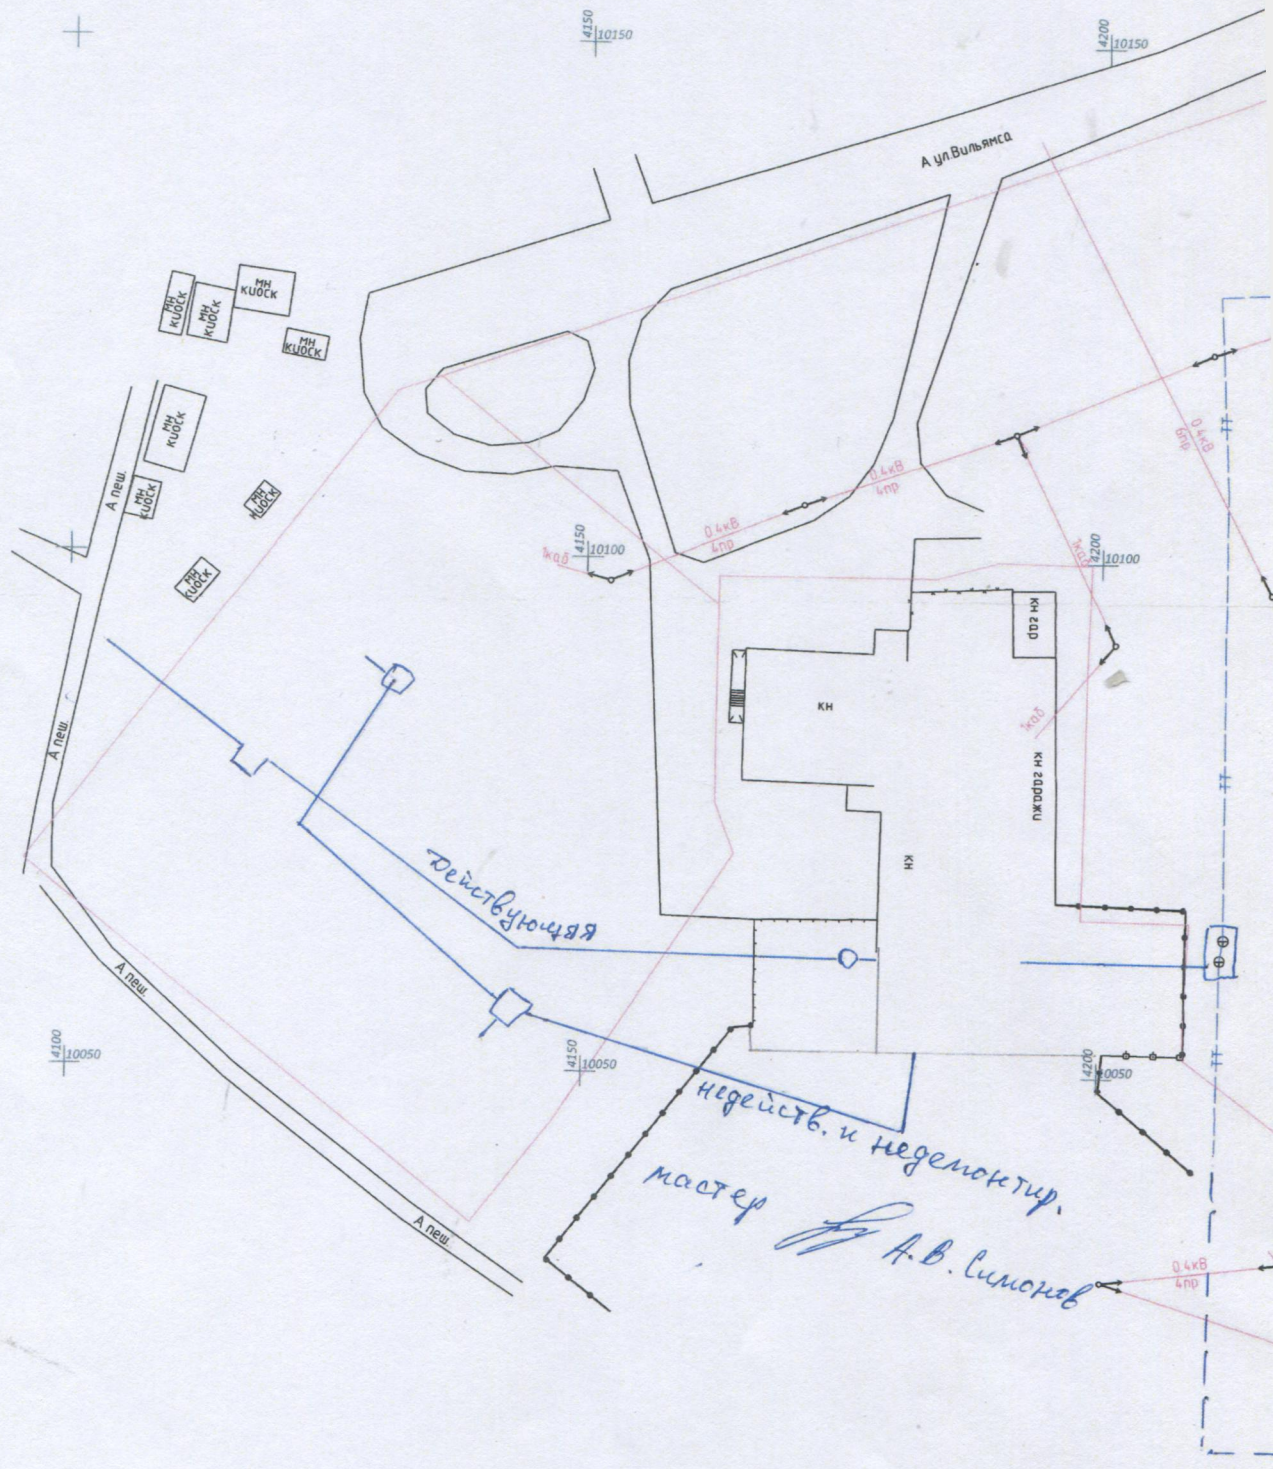 4150
10150
4200
10150
А ул.Вильямса
МН
КИОСК
МН
КИОСК
МН
КИОСК
МН
КИОСК
МН
КИОСК
МН
КИОСК
МН
КИОСК
МН
КИОСК
А пеш.
А пеш.
0.4кВ
6пр
0.4кВ
4пр
0.4кВ
4пр
1каб
4150
10100
1каб
4200
10100
КН гар
КН
1каб
КН гаражи
КН
Действующая
А пеш.
4100
10050
4150
10050
4200
10050
недейств. и недемонтир.
мастер А.В. Симонов
А пеш.
0.4кВ
4пр